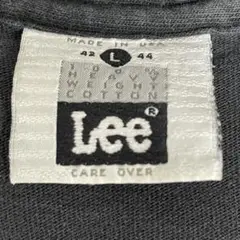 MADE IN USA
42 L 44
100%
HEAVY
WEIGHT
COTTON
Lee®
CARE OVER